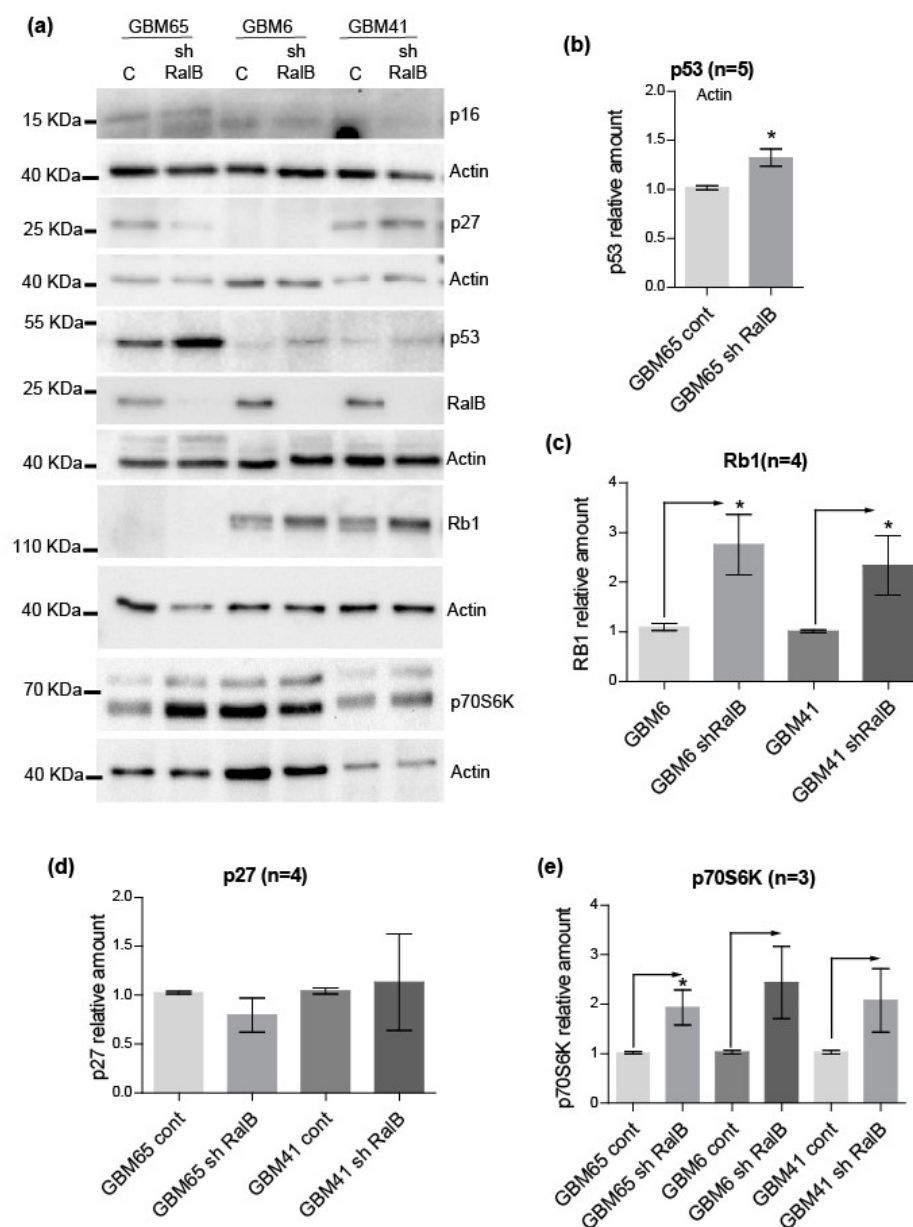 (a)
GBM65 GBM6 GBM41
C sh RalB C sh RalB C sh RalB
15 KDa p16
40 KDa Actin
25 KDa p27
40 KDa Actin
55 KDa p53
25 KDa RalB
40 KDa Actin
110 KDa Rb1
40 KDa Actin
70 KDa p70S6K
40 KDa Actin
(b)
p53 (n=5)
Actin
p53 relative amount
2.0
1.5
1.0
0.5
0.0
*
GBM65 cont
GBM65 sh RalB
(c)
Rb1(n=4)
RB1 relative amount
4
3
2
1
0
* *
GBM6
GBM6 shRalB
GBM41
GBM41 shRalB
(d)
p27 (n=4)
p27 relative amount
2.0
1.5
1.0
0.5
0.0
GBM65 cont
GBM65 sh RalB
GBM41 cont
GBM41 sh RalB
(e)
p70S6K (n=3)
p70S6K relative amount
4
3
2
1
0
*
GBM65 cont
GBM65 sh RalB
GBM6 cont
GBM6 sh RalB
GBM41 cont
GBM41 sh RalB